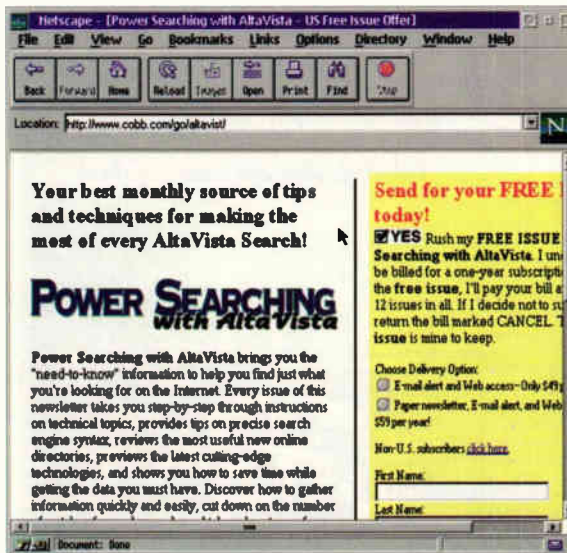 Netscape - [Power Searching with AltaVista - US Free Issue Offer]
File Edit View Go Bookmarks Links Options Directory Window Help
Back Forward Home Reload Images Open Print Find Stop
Location: http://www.cobb.com/go/altavist/
N
Your best monthly source of tips
and techniques for making the
most of every AltaVista Search!
POWER SEARCHING
with AltaVista
Power Searching with AltaVista brings you the
"need-to-know" information to help you find just what
you're looking for on the Internet. Every issue of this
newsletter takes you step-by-step through instructions
on technical topics, provides tips on precise search
engine syntax, reviews the most useful new online
directories, previews the latest cutting-edge
technologies, and shows you how to save time while
getting the data you must have. Discover how to gather
information quickly and easily, cut down on the number
Send for your FREE
today!
YES Rush my FREE ISSUE
Searching with AltaVista. I un
be billed for a one-year subscripti
the free issue, I'll pay your bill a
12 issues in all. If I decide not to su
return the bill marked CANCEL. T
issue is mine to keep.
Choose Delivery Option:
E-mail alert and Web access-Only $49
Paper newsletter, E-mail alert, and Web
$59 per year!
Non-U.S. subscribers click here.
First Name:
Last Name:
Document: Done